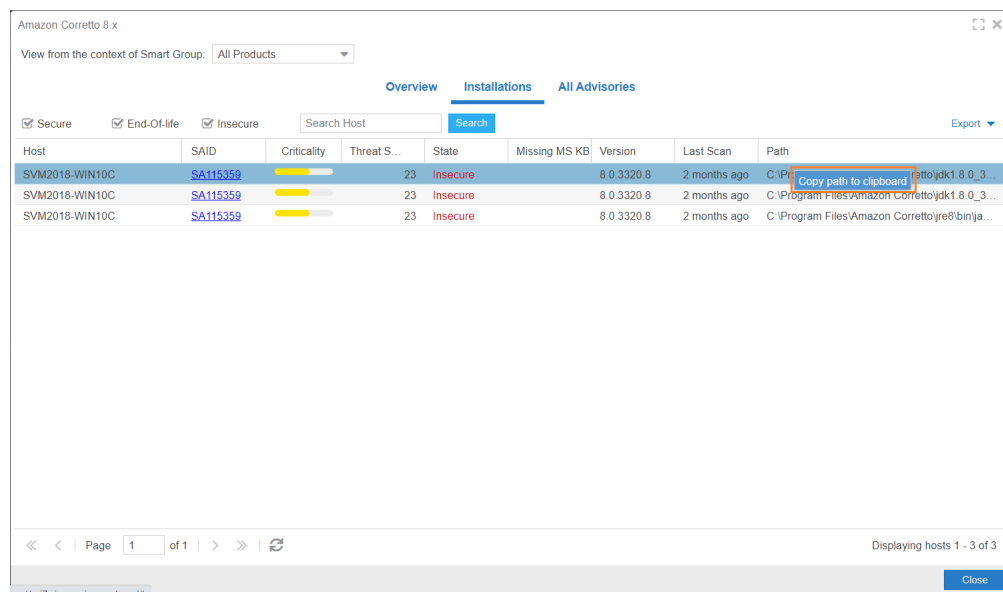 Amazon Corretto 8.x
View from the context of Smart Group: All Products
Overview Installations All Advisories
Secure End-Of-life Insecure Search Host Search Export
Host SAID Criticality Threat S... State Missing MS KB Version Last Scan Path
SVM2018-WIN10C SA115359 23 Insecure 8.0.3320.8 2 months ago C:\Pr Copy path to clipboard retto\jdk1.8.0_3...
SVM2018-WIN10C SA115359 23 Insecure 8.0.3320.8 2 months ago C:\Program Files\Amazon Corretto\jdk1.8.0_3...
SVM2018-WIN10C SA115359 23 Insecure 8.0.3320.8 2 months ago C:\Program Files\Amazon Corretto\jre8\bin\ja...
Page 1 of 1 Displaying hosts 1 - 3 of 3
Close